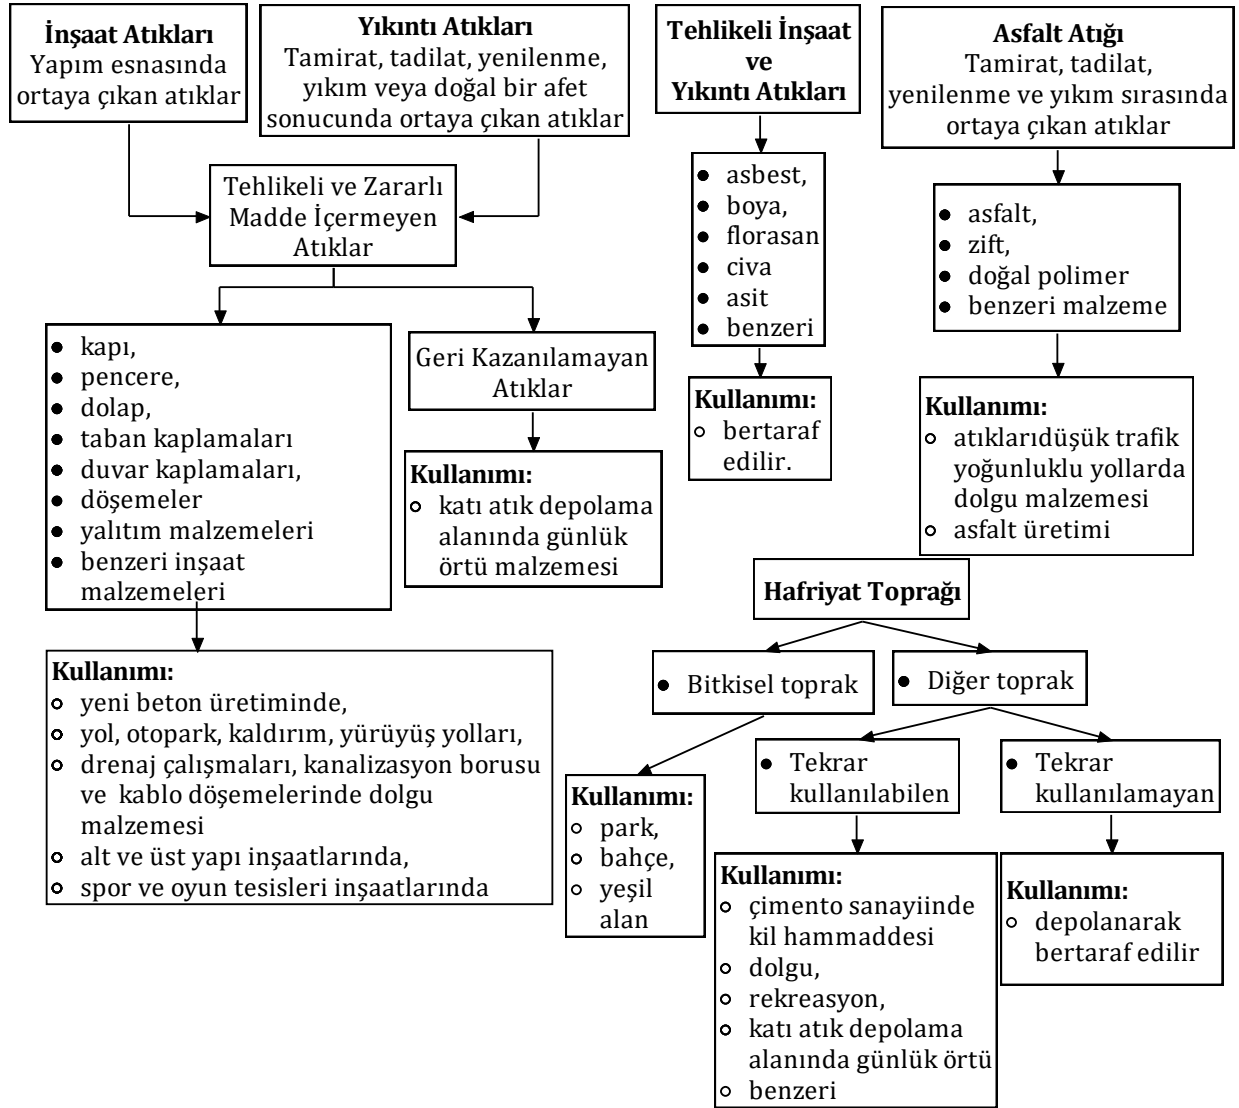 İnşaat Atıkları
Yapım esnasında
ortaya çıkan atıklar
Yıkıntı Atıkları
Tamirat, tadilat, yenilenme,
yıkım veya doğal bir afet
sonucunda ortaya çıkan atıklar
Tehlikeli İnşaat
ve
Yıkıntı Atıkları
Asfalt Atığı
Tamirat, tadilat,
yenilenme ve yıkım sırasında
ortaya çıkan atıklar
Tehlikeli ve Zararlı
Madde İçermeyen
Atıklar
● asbest,
● boya,
● florasan
● civa
● asit
● benzeri
● asfalt,
● zift,
● doğal polimer
● benzeri malzeme
● kapı,
● pencere,
● dolap,
● taban kaplamaları
● duvar kaplamaları,
● döşemeler
● yalıtım malzemeleri
● benzeri inşaat
malzemeleri
Geri Kazanılamayan
Atıklar
Kullanımı:
○ bertaraf
edilir.
Kullanımı:
○ atıklarıdüşük trafik
yoğunluklu yollarda
dolgu malzemesi
○ asfalt üretimi
Kullanımı:
○ katı atık depolama
alanında günlük
örtü malzemesi
Hafriyat Toprağı
Kullanımı:
○ yeni beton üretiminde,
○ yol, otopark, kaldırım, yürüyüş yolları,
○ drenaj çalışmaları, kanalizasyon borusu
ve kablo döşemelerinde dolgu
malzemesi
○ alt ve üst yapı inşaatlarında,
○ spor ve oyun tesisleri inşaatlarında
● Bitkisel toprak
● Diğer toprak
● Tekrar
kullanılabilen
● Tekrar
kullanılamayan
Kullanımı:
○ park,
○ bahçe,
○ yeşil
alan
Kullanımı:
○ çimento sanayiinde
kil hammaddesi
○ dolgu,
○ rekreasyon,
○ katı atık depolama
alanında günlük örtü
○ benzeri
Kullanımı:
○ depolanarak
bertaraf edilir